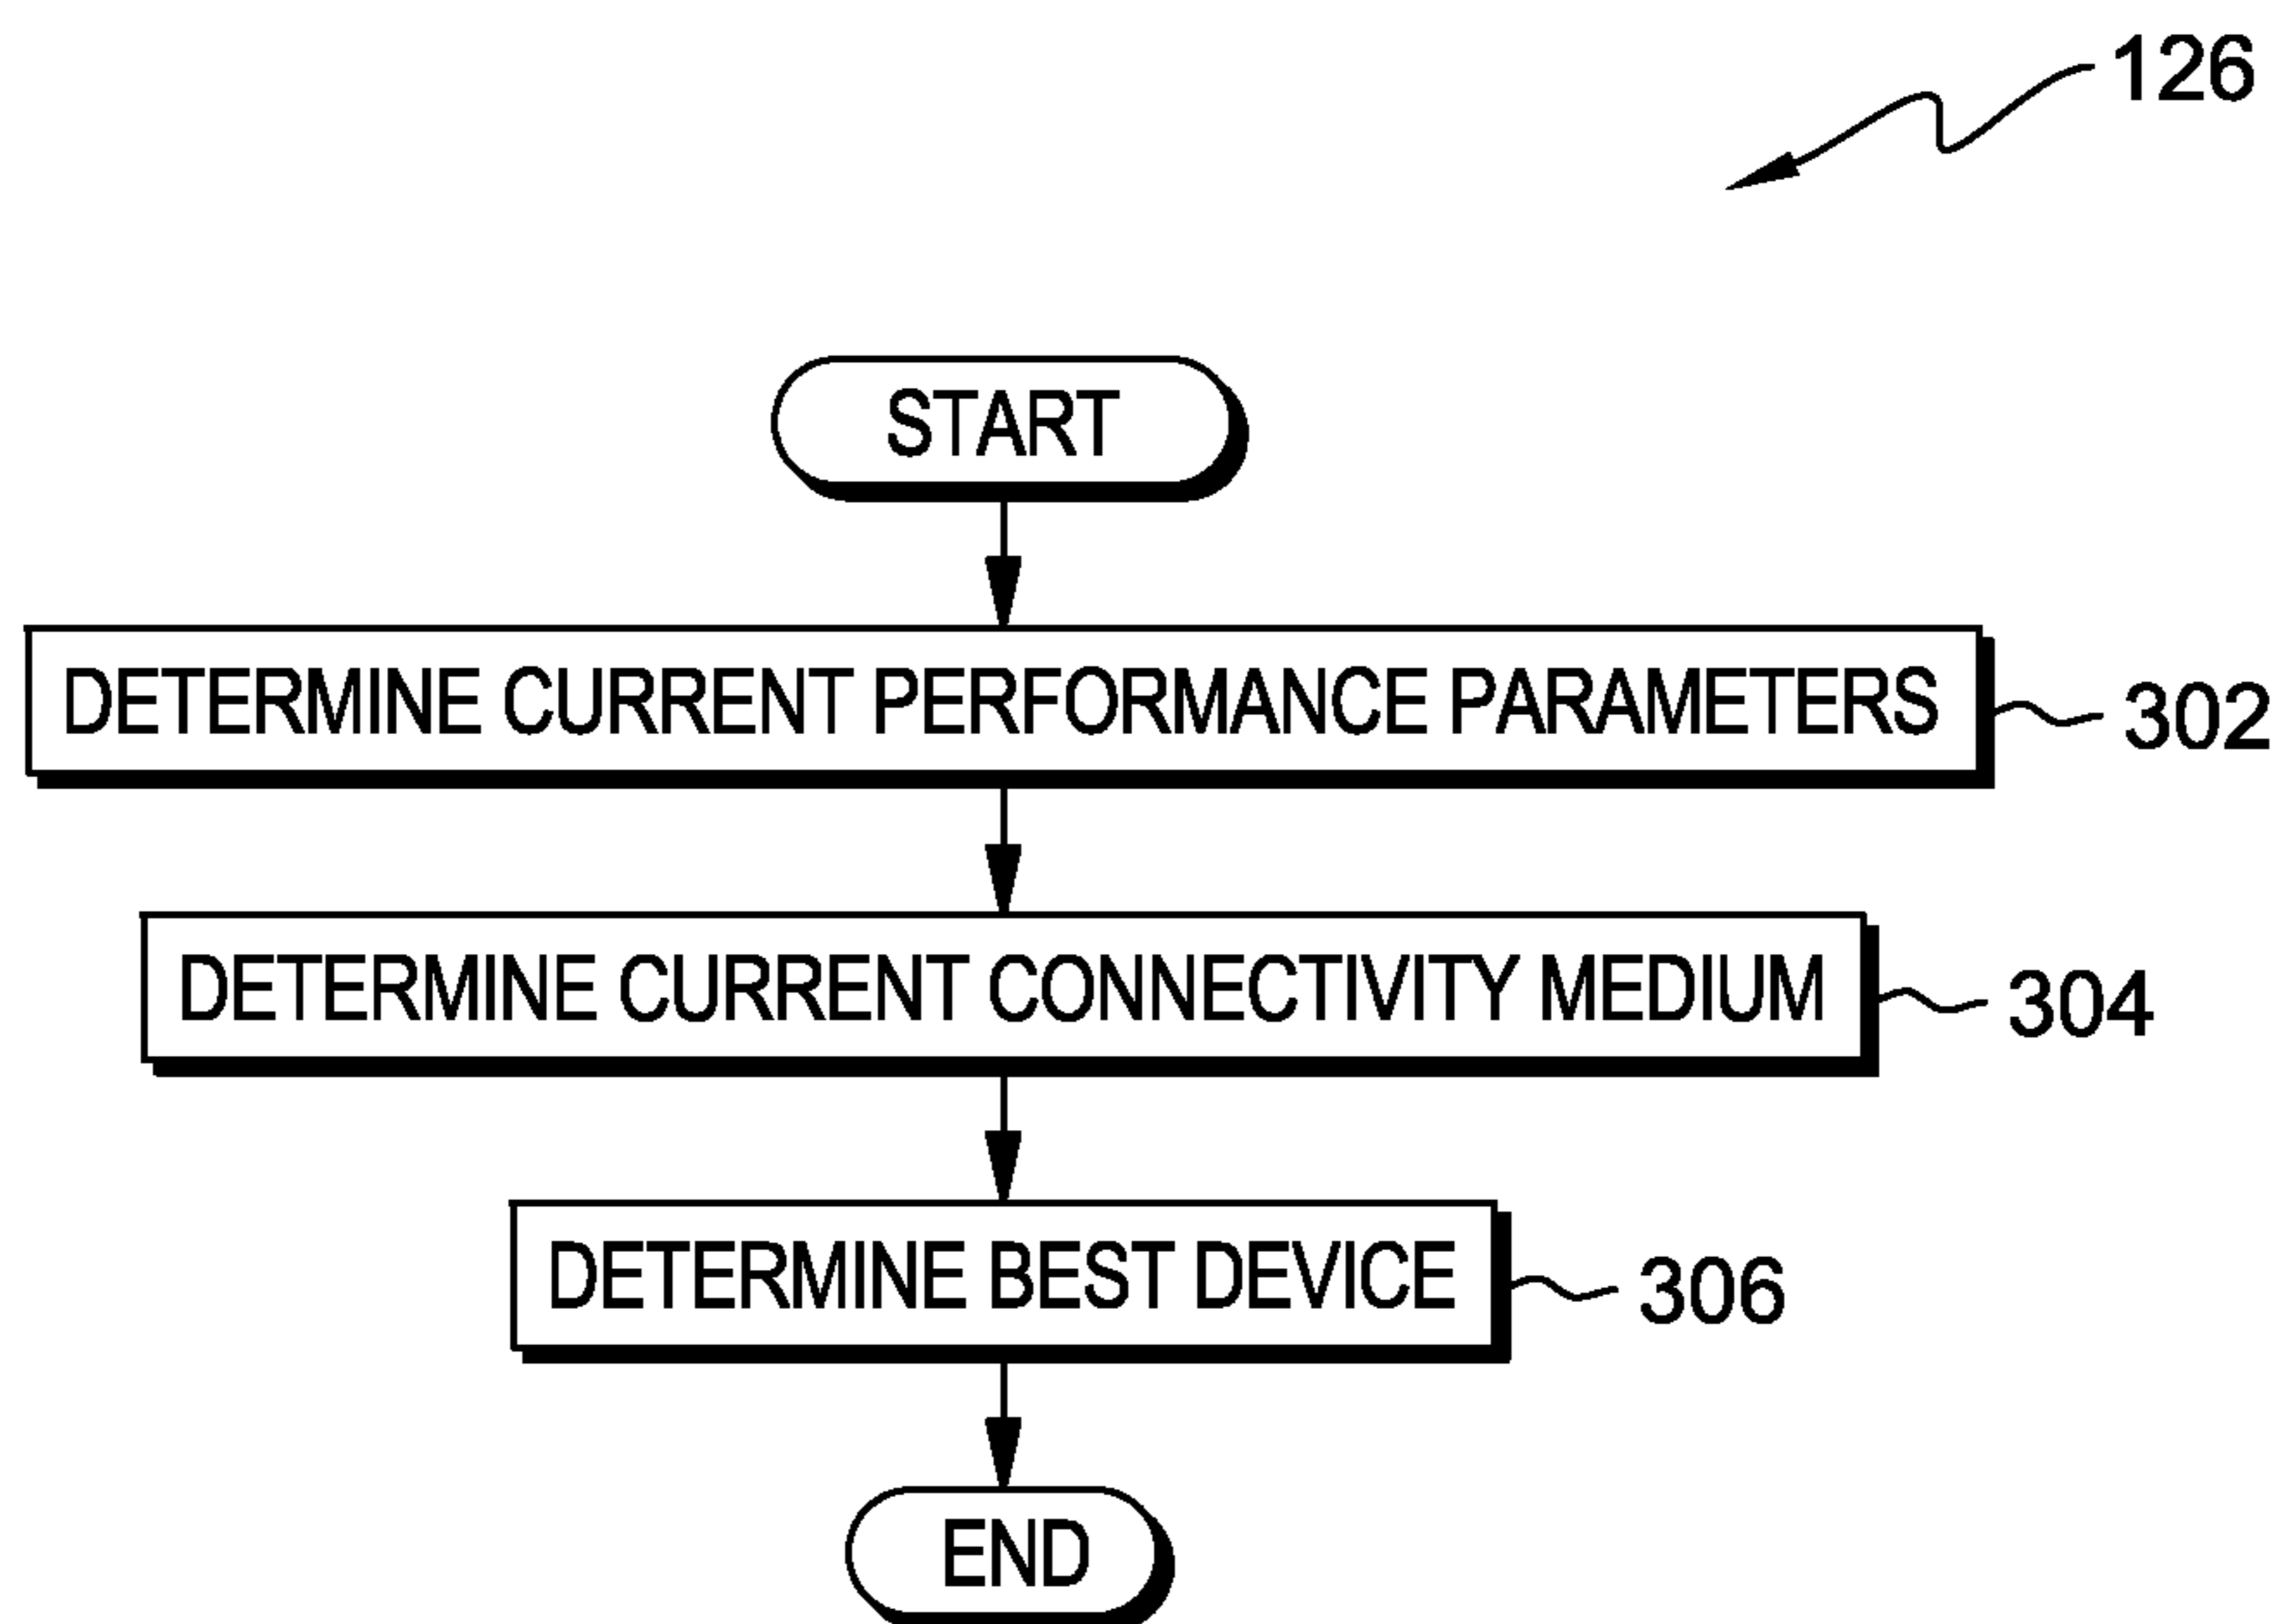 126
START
DETERMINE CURRENT PERFORMANCE PARAMETERS
302
DETERMINE CURRENT CONNECTIVITY MEDIUM
304
DETERMINE BEST DEVICE
306
END